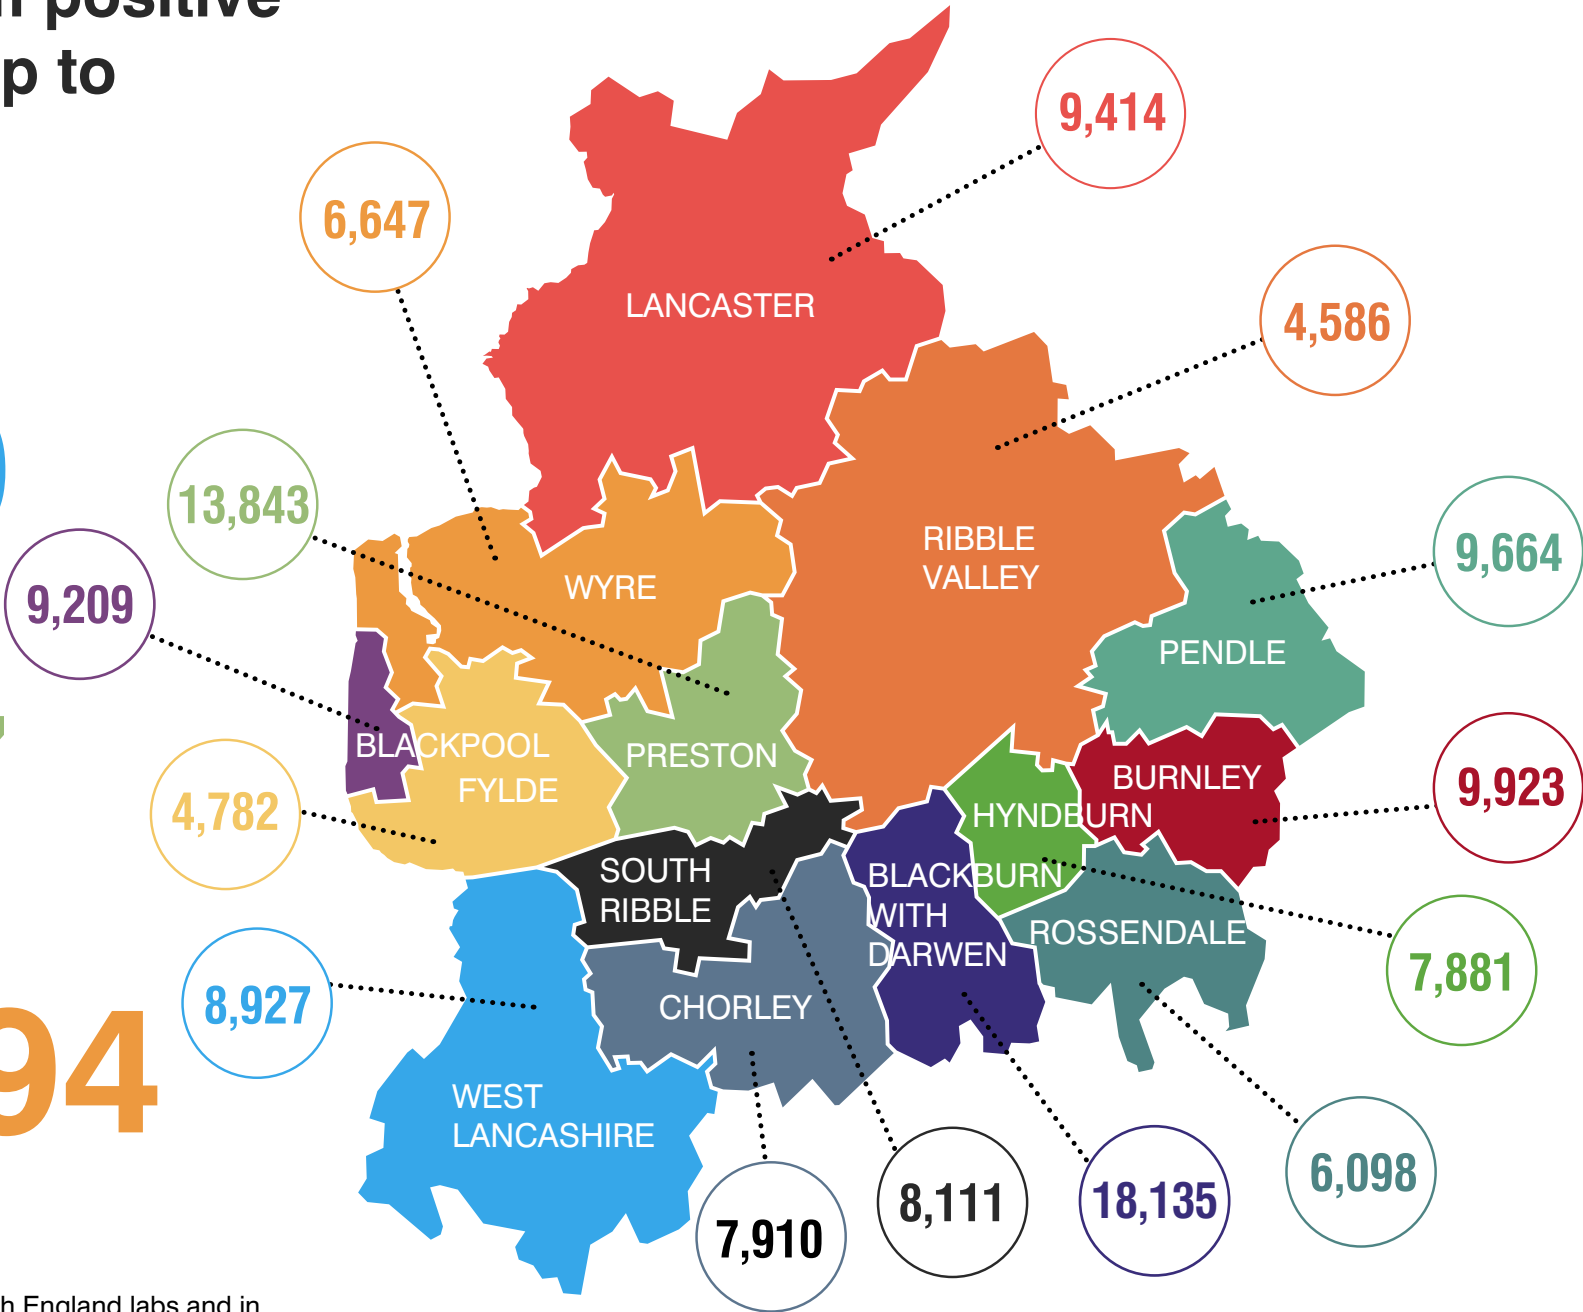 positive
p to
9,414
6,647
LANCASTER
4,586
13,843
RIBBLE
VALLEY
9,664
WYRE
9,209
PENDLE
BLACKPOOL
PRESTON
BURNLEY
FYLDE
HYNDBURN
9,923
4,782
SOUTH
RIBBLE
BLACKBURN
WITH
DARWEN
ROSSENDALE
7,881
8,927
CHORLEY
94
WEST
LANCASHIRE
6,098
8,111
18,135
7,910
h England labs and in